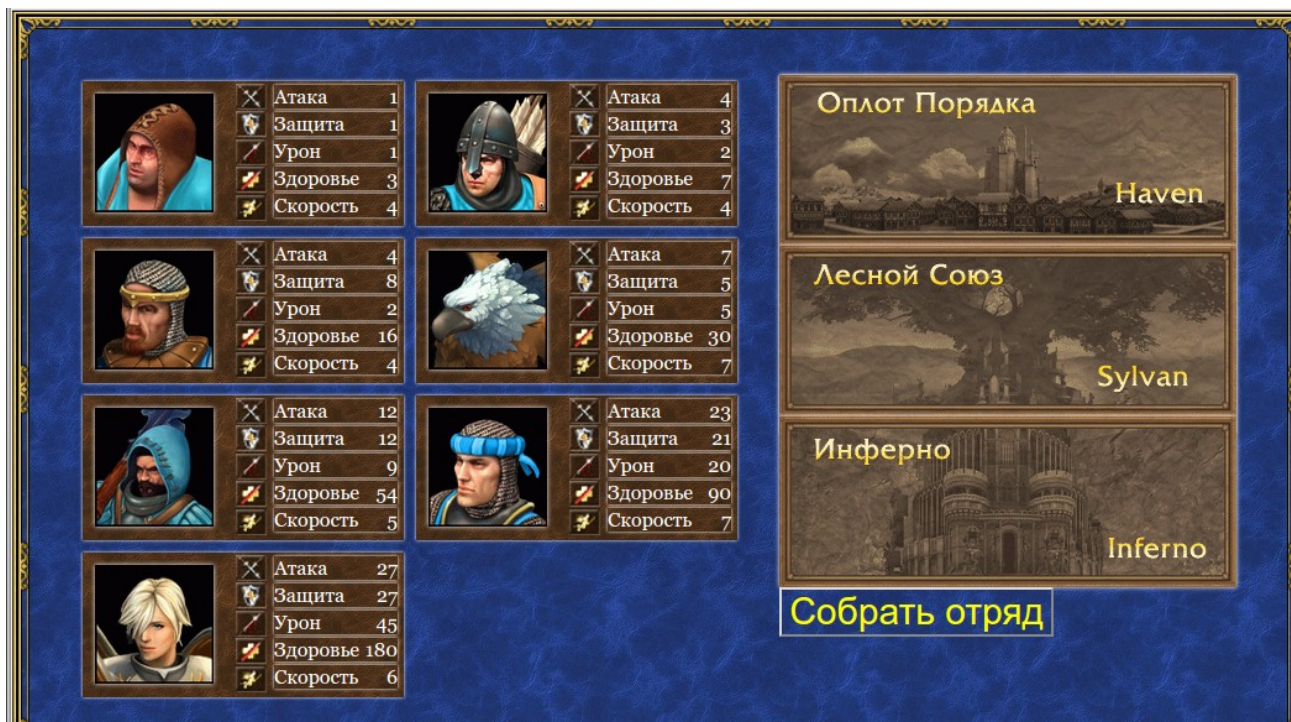 Атака 1
Защита 1
Урон 1
Здоровье 3
Скорость 4
Атака 4
Защита 3
Урон 2
Здоровье 7
Скорость 4
Атака 4
Защита 8
Урон 2
Здоровье 16
Скорость 4
Атака 7
Защита 5
Урон 5
Здоровье 30
Скорость 7
Атака 12
Защита 12
Урон 9
Здоровье 54
Скорость 5
Атака 23
Защита 21
Урон 20
Здоровье 90
Скорость 7
Атака 27
Защита 27
Урон 45
Здоровье 180
Скорость 6
Оплот Порядка
Haven
Лесной Союз
Sylvan
Инферно
Inferno
Собрать отряд